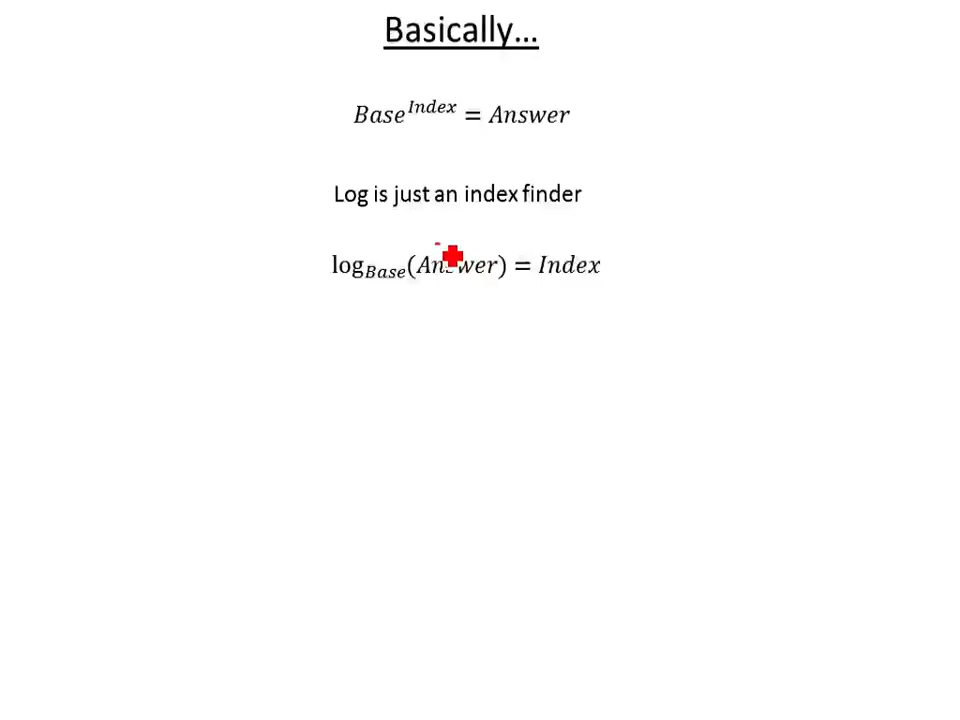 Basically...
Base^Index = Answer
Log is just an index finder
log_Base(Answer) = Index